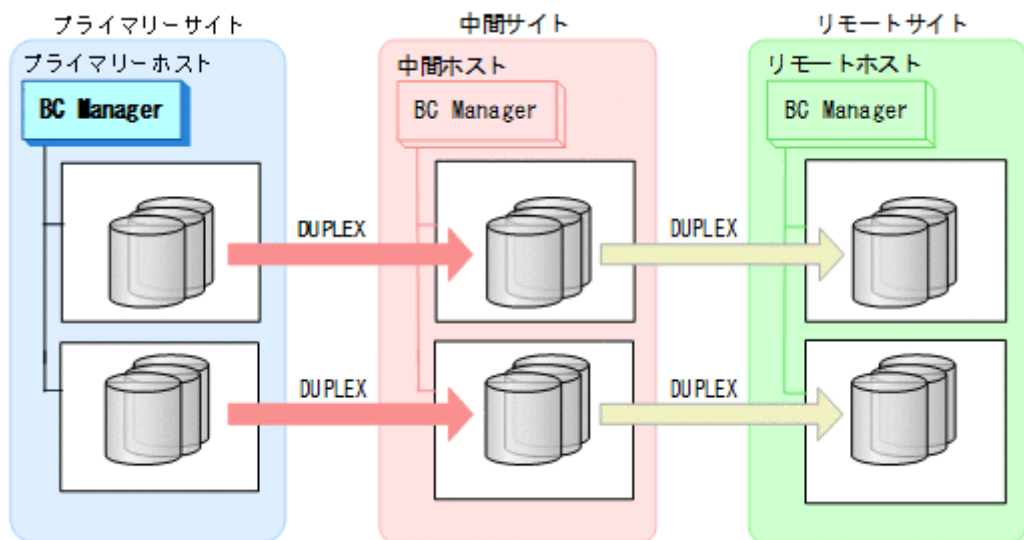 プライマリーサイト
中間サイト
リモートサイト
プライマリーホスト
中間ホスト
リモートホスト
BC Manager
BC Manager
BC Manager
DUPLEX
DUPLEX
DUPLEX
DUPLEX